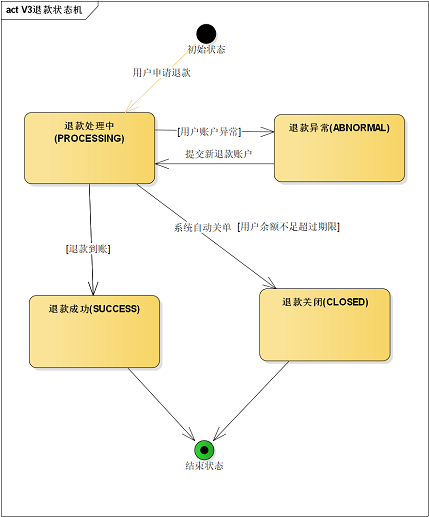 act V3退款状态机
初始状态
用户申请退款
退款处理中
(PROCESSING)
[用户账户异常]
退款异常(ABNORMAL)
提交新退款账户
系统自动关单 [用户余额不足超过期限]
[退款到账]
退款成功(SUCCESS)
退款关闭(CLOSED)
结束状态